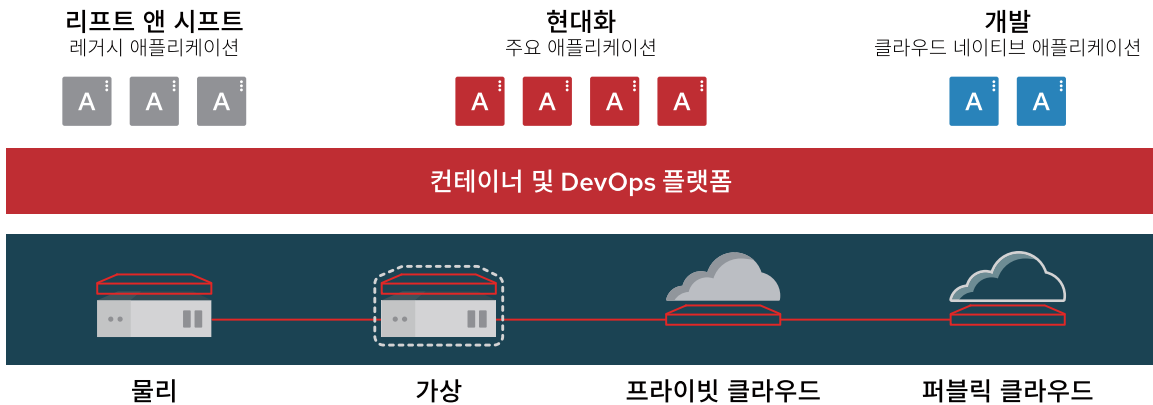 리프트 앤 시프트
레거시 애플리케이션
A A A
현대화
주요 애플리케이션
A A A A
개발
클라우드 네이티브 애플리케이션
A A
컨테이너 및 DevOps 플랫폼
물리
가상
프라이빗 클라우드
퍼블릭 클라우드